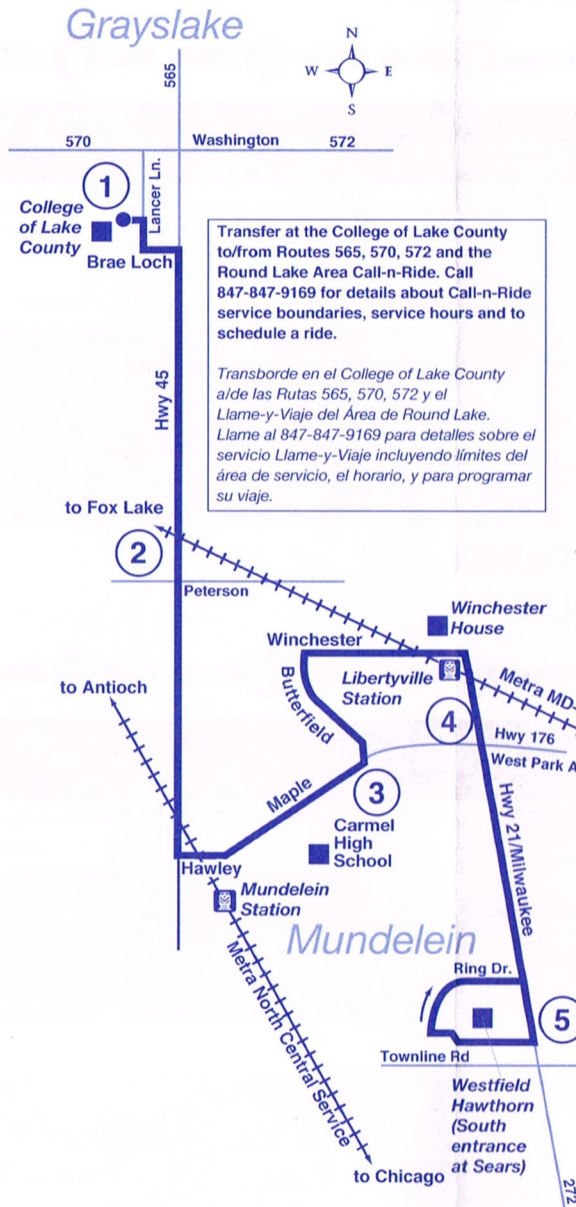 Grayslake
N
W E
S
565
570 Washington 572
1
Lancer Ln.
College
of Lake
County
Brae Loch
Transfer at the College of Lake County
to/from Routes 565, 570, 572 and the
Round Lake Area Call-n-Ride. Call
847-847-9169 for details about Call-n-Ride
service boundaries, service hours and to
schedule a ride.
Transborde en el College of Lake County
a/de las Rutas 565, 570, 572 y el
Llame-y-Viaje del Área de Round Lake.
Llame al 847-847-9169 para detalles sobre el
servicio Llame-y-Viaje incluyendo límites del
área de servicio, el horario, y para programar
su viaje.
Hwy 45
to Fox Lake
2
Peterson
Winchester
House
Winchester
Libertyville
Station
Metra MD-
to Antioch
Butterfield
4
Hwy 176
West Park A
3
Maple
Carmel
High
School
Hwy 21/Milwaukee
Hawley
Mundelein
Station
Mundelein
Metra North Central Service
Ring Dr.
5
Townline Rd
Westfield
Hawthorn
(South
entrance
at Sears)
to Chicago
272